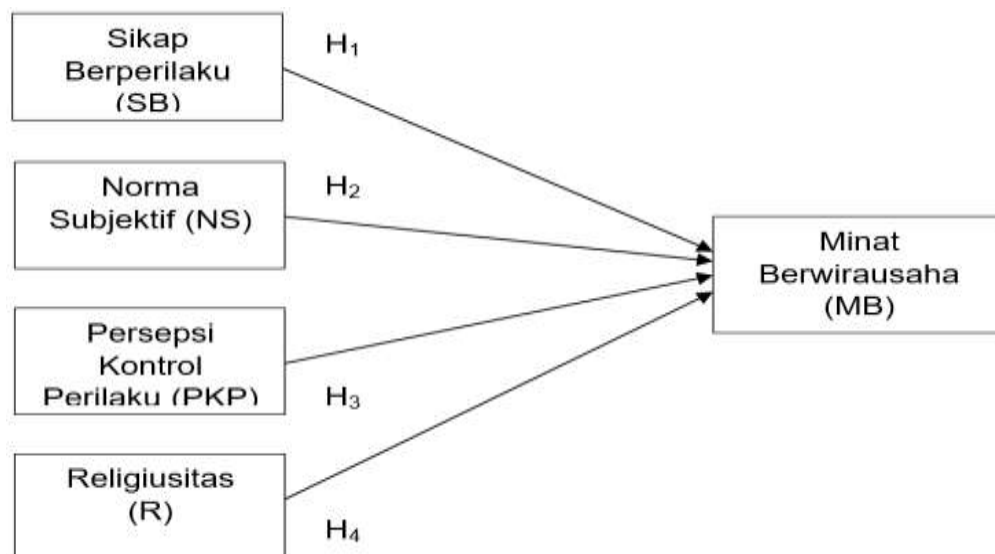 Sikap
Berperilaku
(SB)
H₁
Norma
Subjektif (NS)
H₂
Persepsi
Kontrol
Perilaku (PKP)
H₃
Religiusitas
(R)
H₄
Minat
Berwirausaha
(MB)